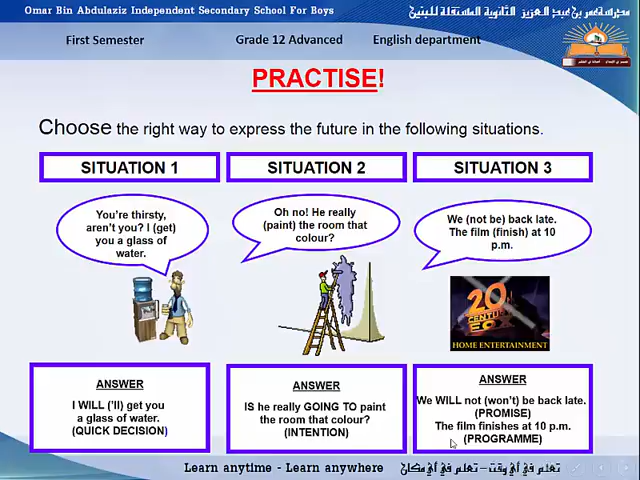 Omar Bin Abdulaziz Independent Secondary School For Boys
مدرسة عمر بن عبد العزيز الثانوية المستقلة للبنين
First Semester
Grade 12 Advanced
English department
PRACTISE!
Choose the right way to express the future in the following situations.
SITUATION 1
SITUATION 2
SITUATION 3
You're thirsty,
aren't you? I (get)
you a glass of
water.
Oh no! He really
(paint) the room that
colour?
We (not be) back late.
The film (finish) at 10
p.m.
20
CENTURY
FOX
HOME ENTERTAINMENT
ANSWER
I WILL ('ll) get you
a glass of water.
(QUICK DECISION)
ANSWER
IS he really GOING TO paint
the room that colour?
(INTENTION)
ANSWER
We WILL not (won't) be back late.
(PROMISE)
The film finishes at 10 p.m.
(PROGRAMME)
Learn anytime - Learn anywhere
تعلم في أي وقت – تعلم في أي مكان